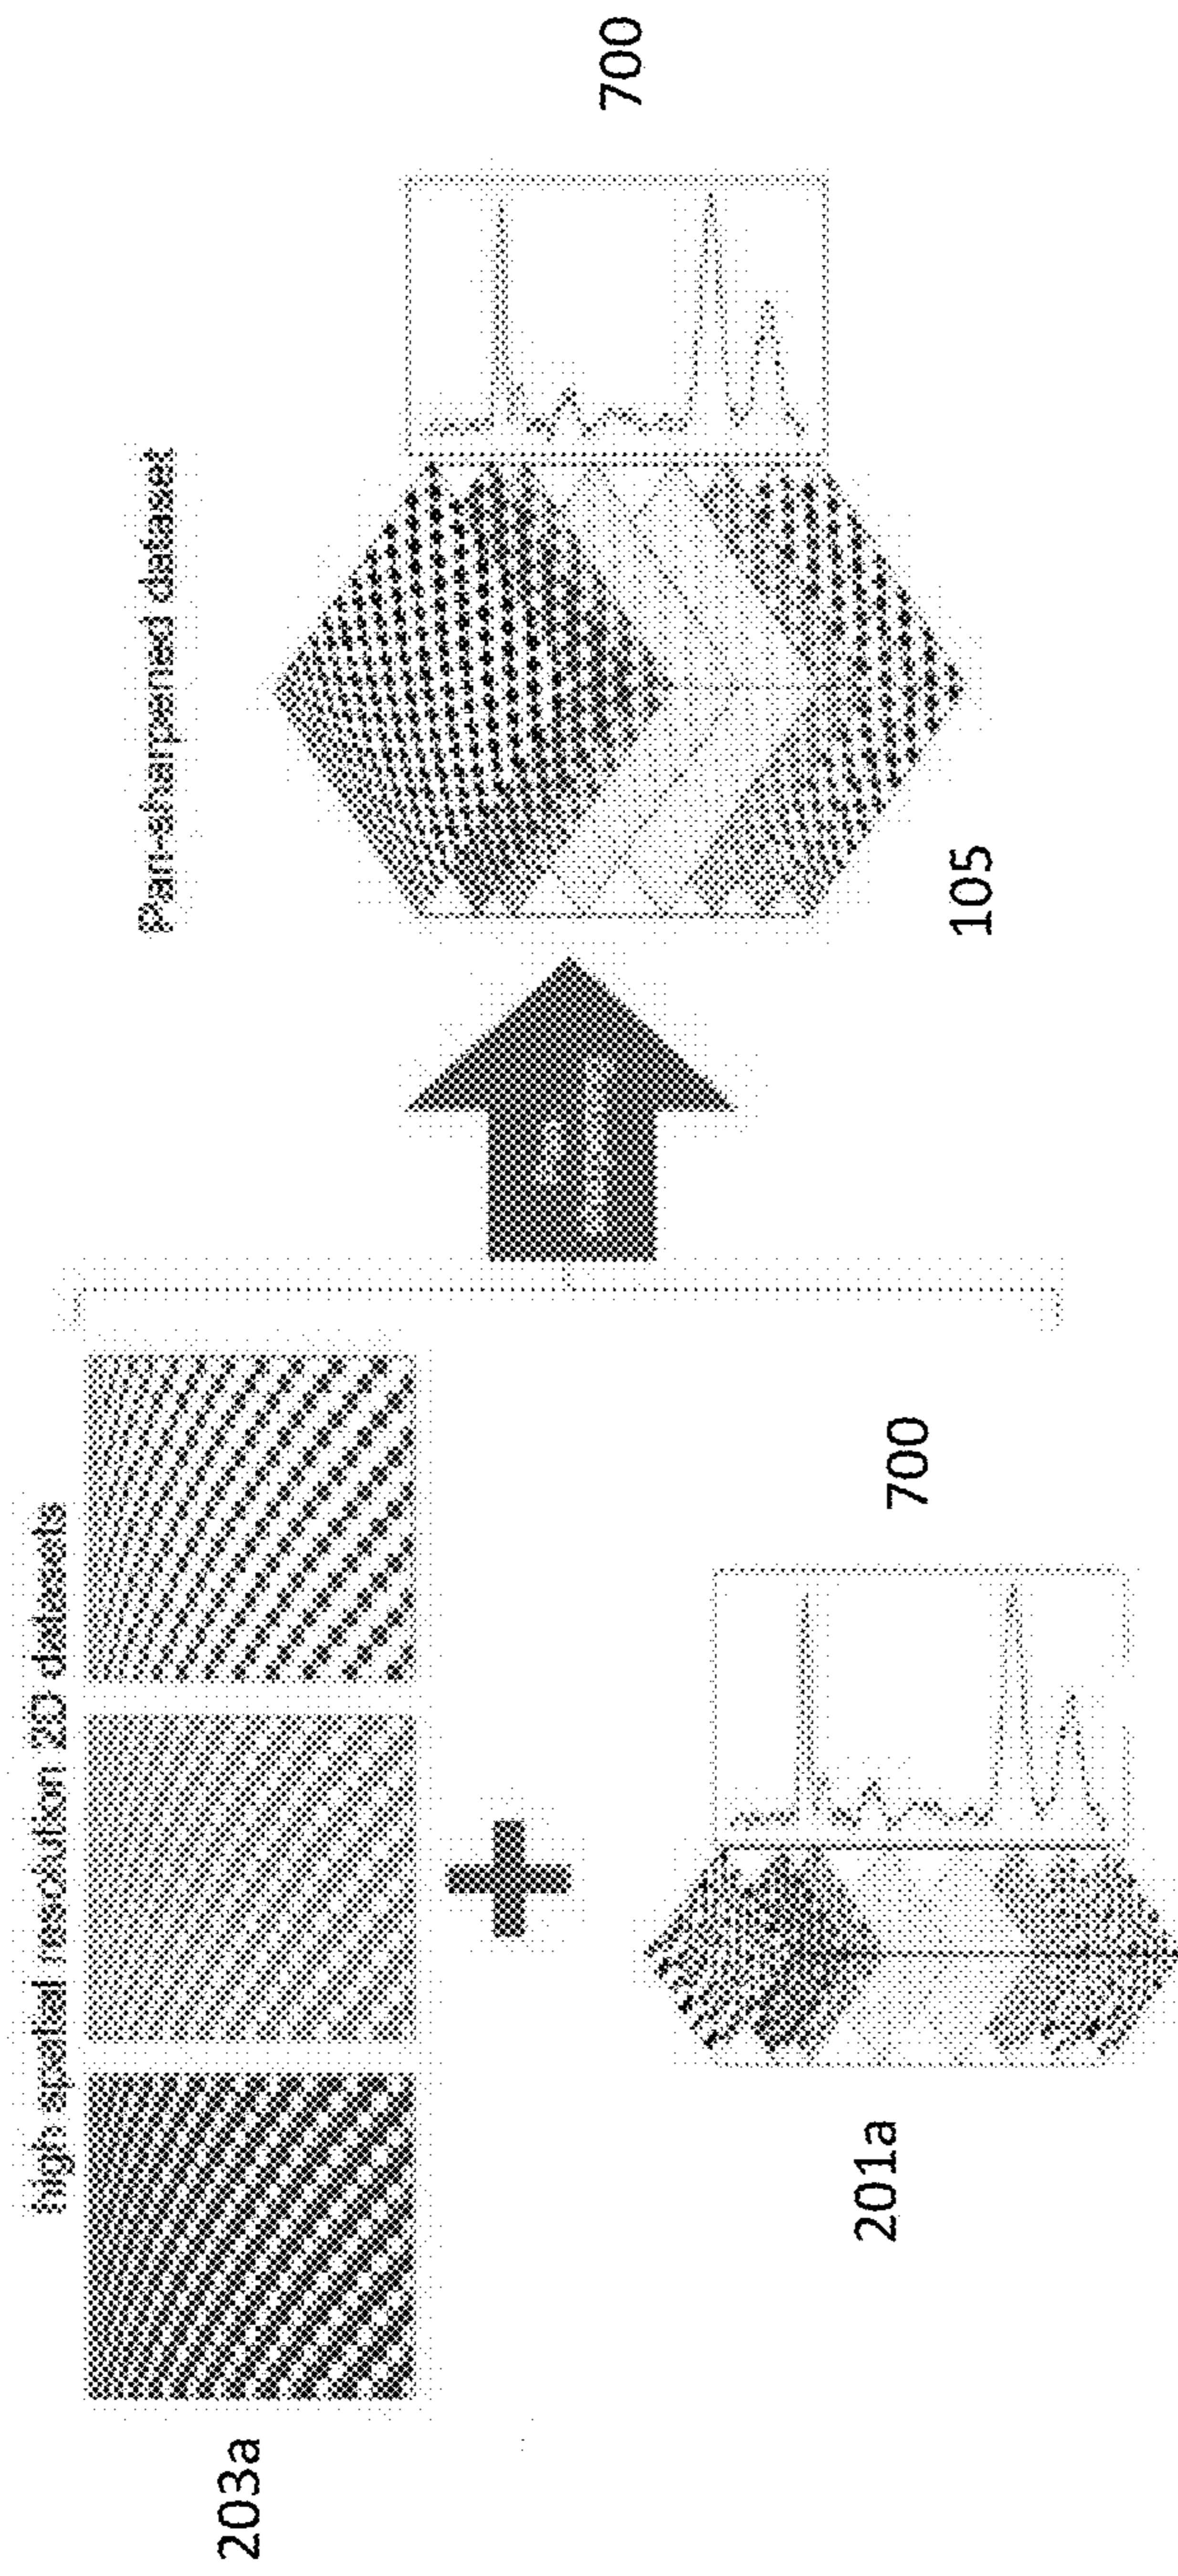 high spatial resolution 2D datasets
203a
201a
700
Pan-sharpened dataset
105
700